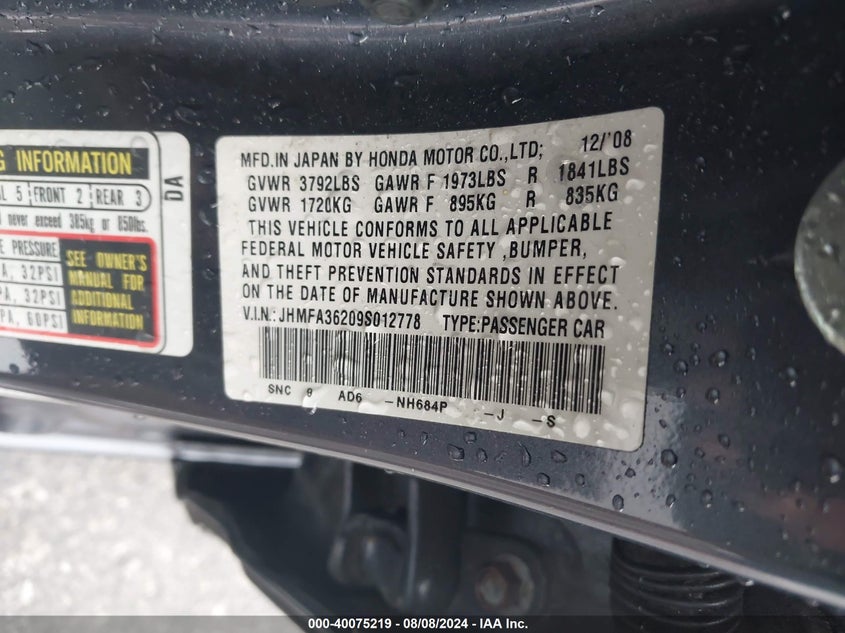 G INFORMATION
L 5 FRONT 2 REAR 3
never exceed 385kg or 850lbs.
E PRESSURE
PA, 32PSI
PA, 32PSI
PA, 60PSI
SEE OWNER'S
MANUAL FOR
ADDITIONAL
INFORMATION
DA
MFD.IN JAPAN BY HONDA MOTOR CO.,LTD; 12/'08
GVWR 3792LBS GAWR F 1973LBS R 1841LBS
GVWR 1720KG GAWR F 895KG R 835KG
THIS VEHICLE CONFORMS TO ALL APPLICABLE
FEDERAL MOTOR VEHICLE SAFETY ,BUMPER,
AND THEFT PREVENTION STANDARDS IN EFFECT
ON THE DATE OF MANUFACTURE SHOWN ABOVE.
V.I.N.: JHMFA36209S012778 TYPE:PASSENGER CAR
SNC 9 AD6 -NH684P -J -S
000-40075219 - 08/08/2024 - IAA Inc.